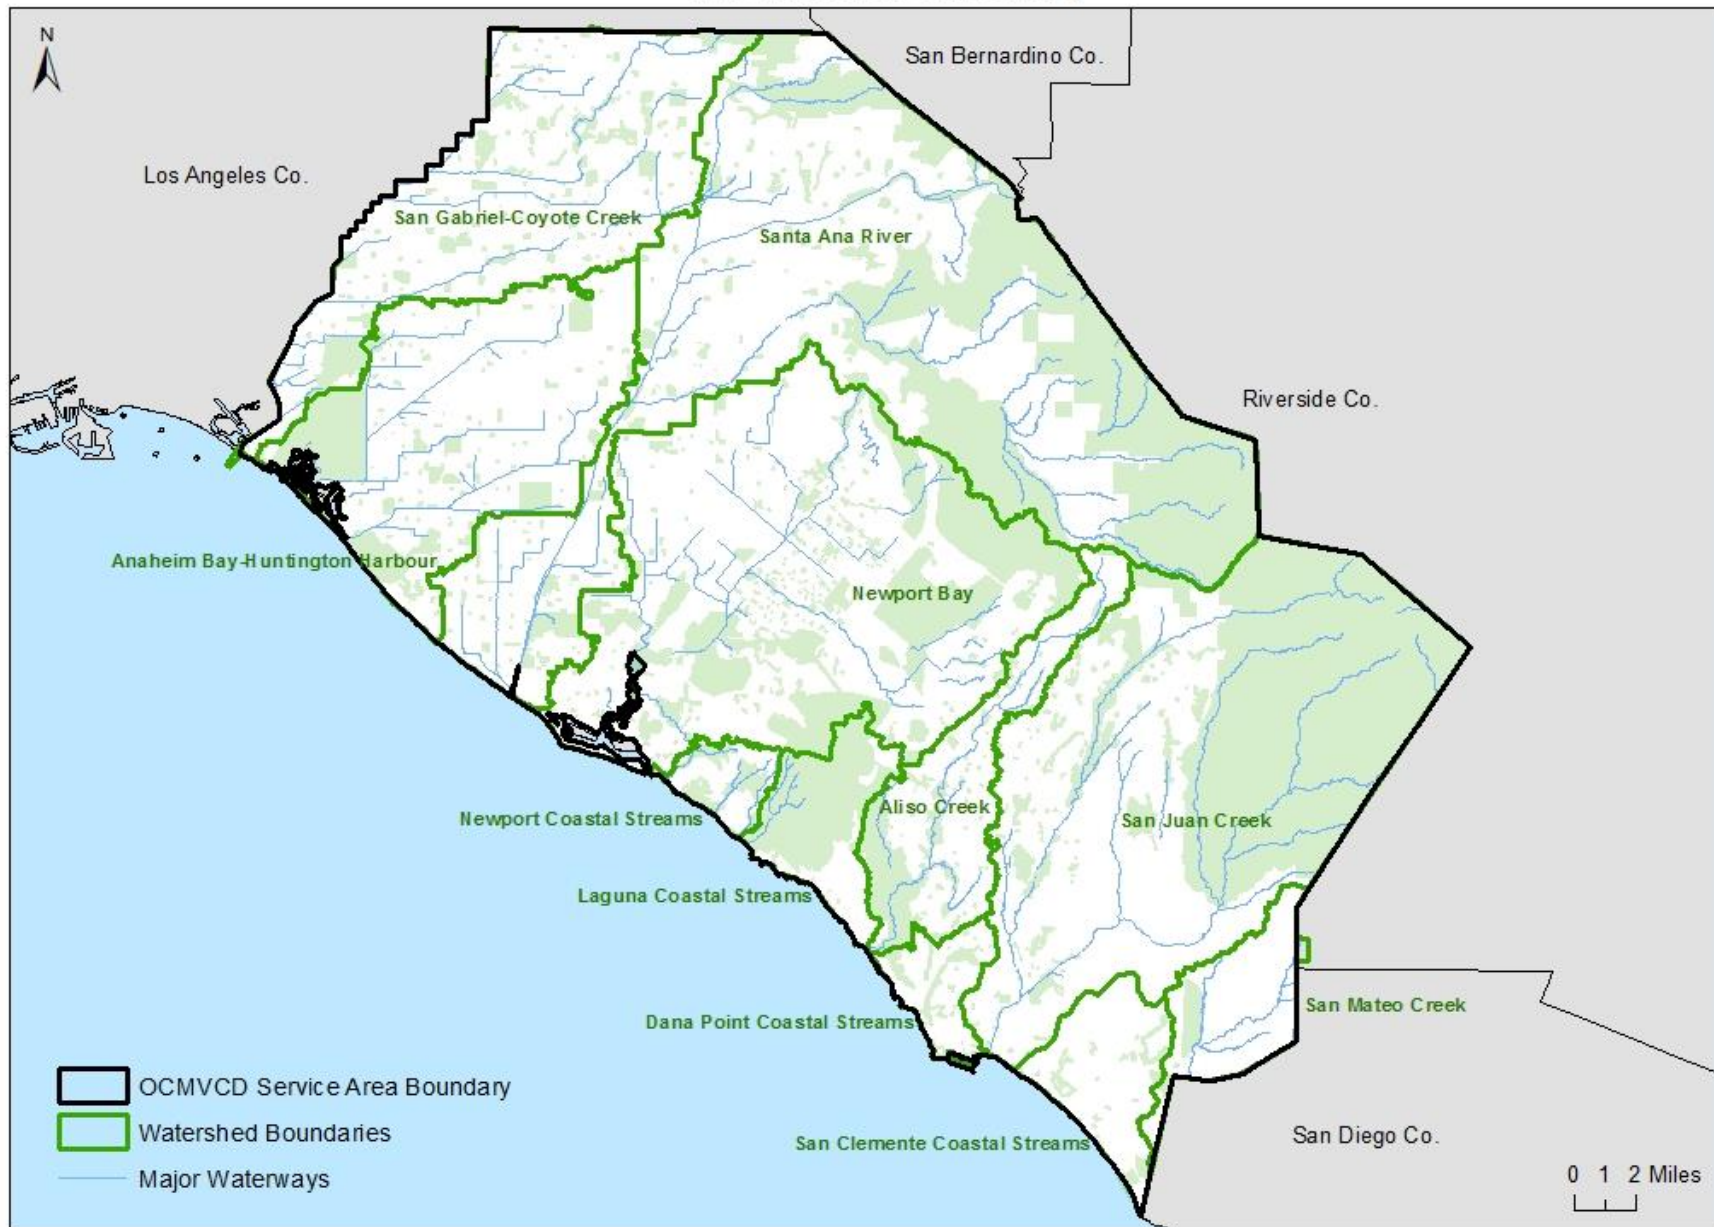 N
San Bernardino Co.
Los Angeles Co.
San Gabriel-Coyote Creek
Santa Ana River
Riverside Co.
Anaheim Bay-Huntington Harbour
Newport Bay
Newport Coastal Streams
Aliso Creek
San Juan Creek
Laguna Coastal Streams
San Mateo Creek
Dana Point Coastal Streams
OCMVCD Service Area Boundary
Watershed Boundaries
San Clemente Coastal Streams
San Diego Co.
Major Waterways
0 1 2 Miles